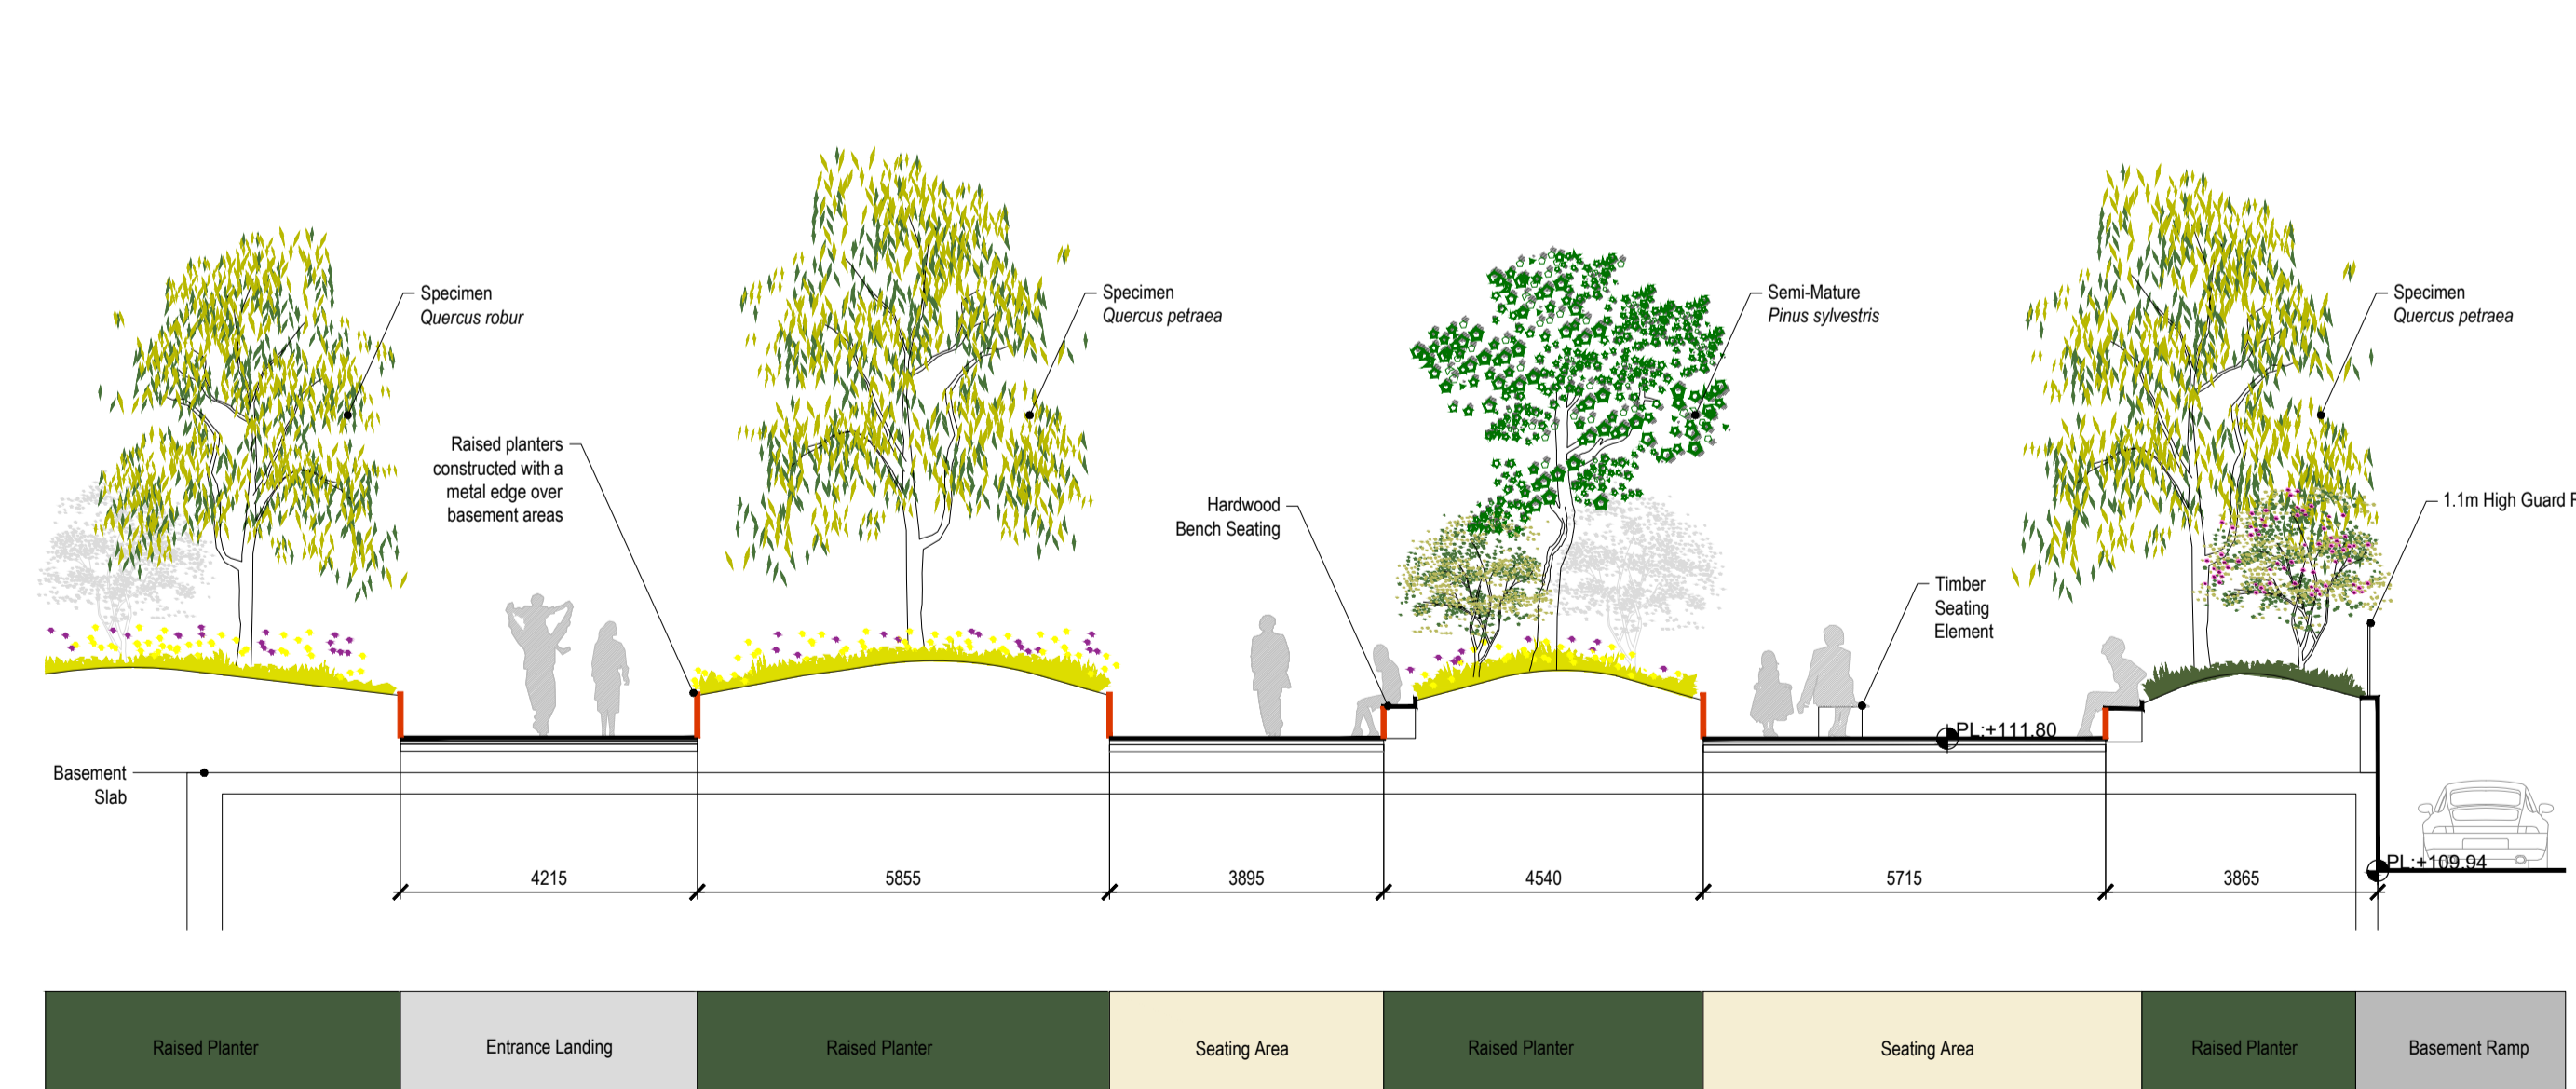 Specimen
Quercus robur
Specimen
Quercus petraea
Semi-Mature
Pinus sylvestris
Specimen
Quercus petraea
Raised planters
constructed with a
metal edge over
basement areas
Hardwood
Bench Seating
1.1m High Guard
Timber
Seating
Element
PL:+111.80
Basement
Slab
PL:+109.94
4215
5855
3895
4540
5715
3865
Raised Planter
Entrance Landing
Raised Planter
Seating Area
Raised Planter
Seating Area
Raised Planter
Basement Ramp